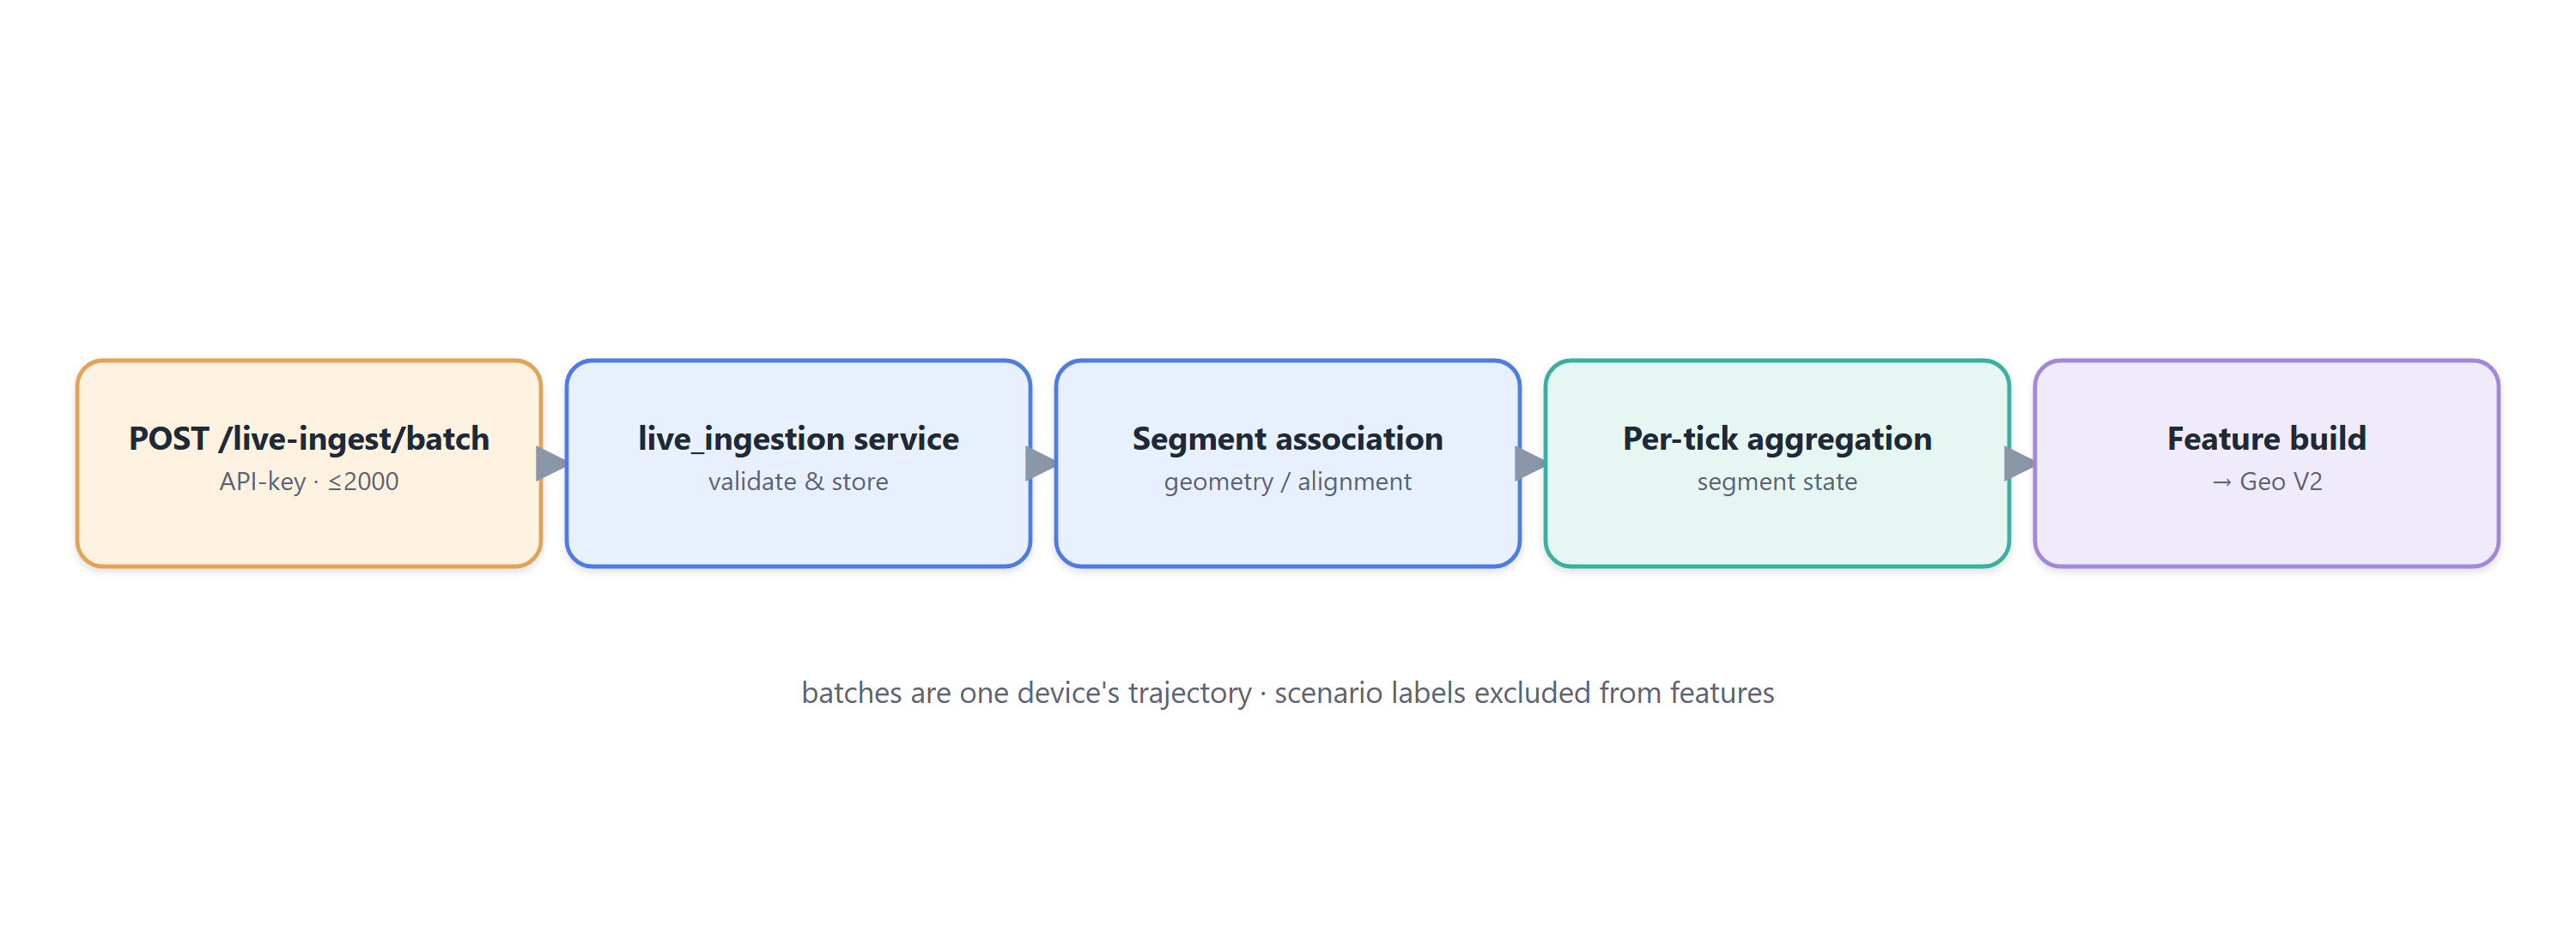 POST /live-ingest/batch
API-key · ≤2000
live_ingestion service
validate & store
Segment association
geometry / alignment
Per-tick aggregation
segment state
Feature build
→ Geo V2
batches are one device's trajectory · scenario labels excluded from features